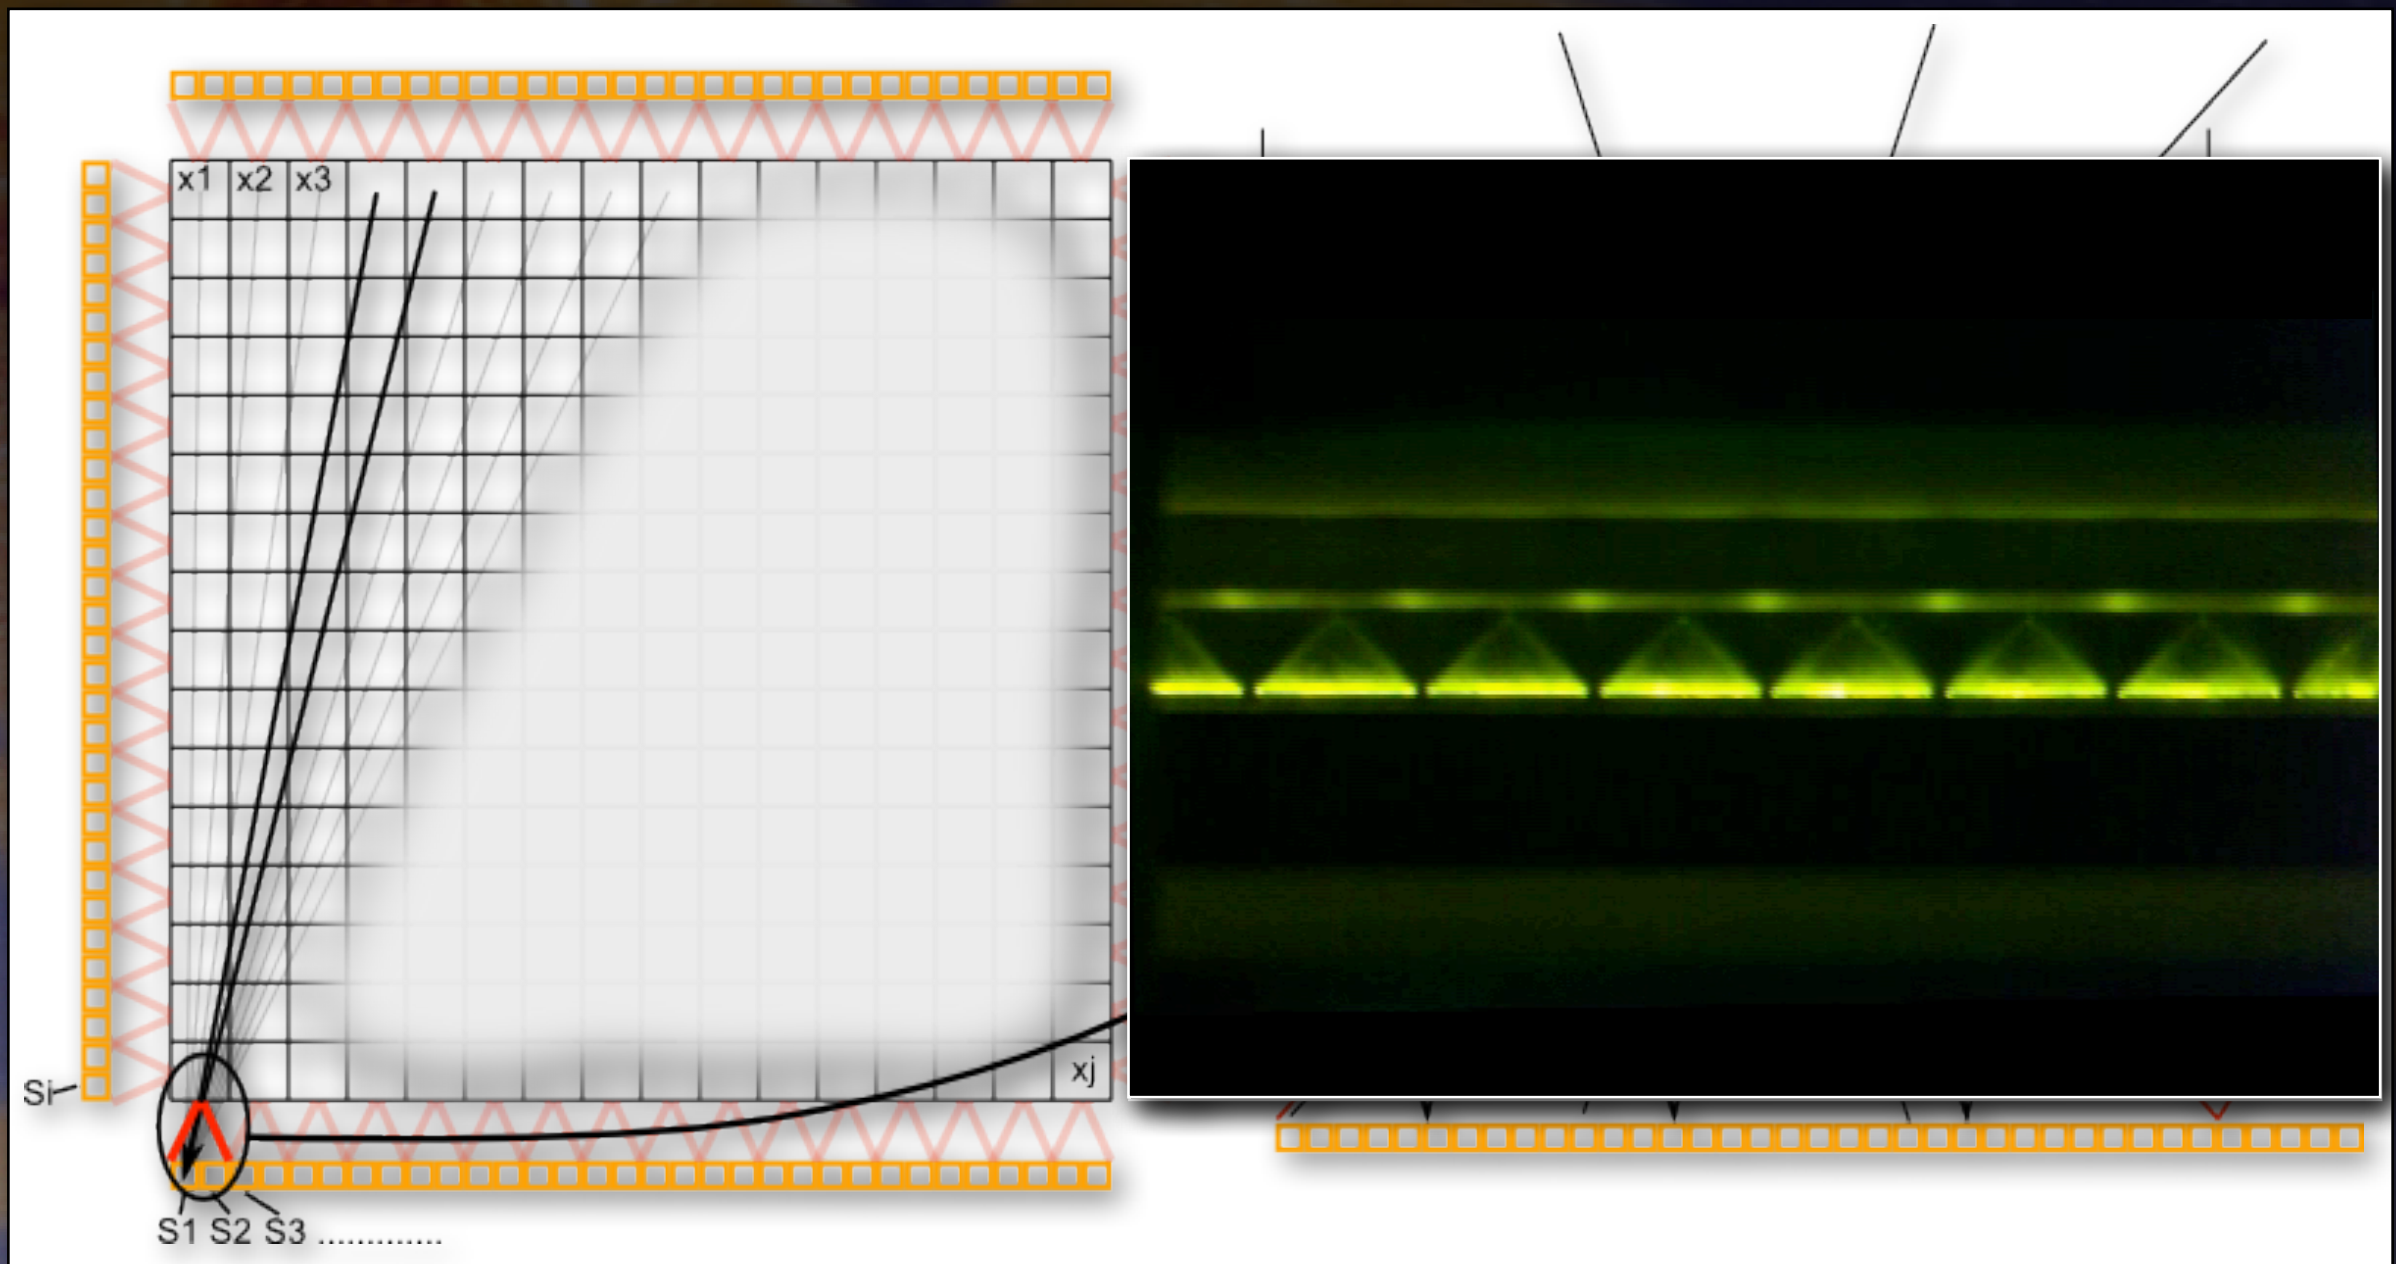 x1 x2 x3
xj
Si
S1 S2 S3 .............